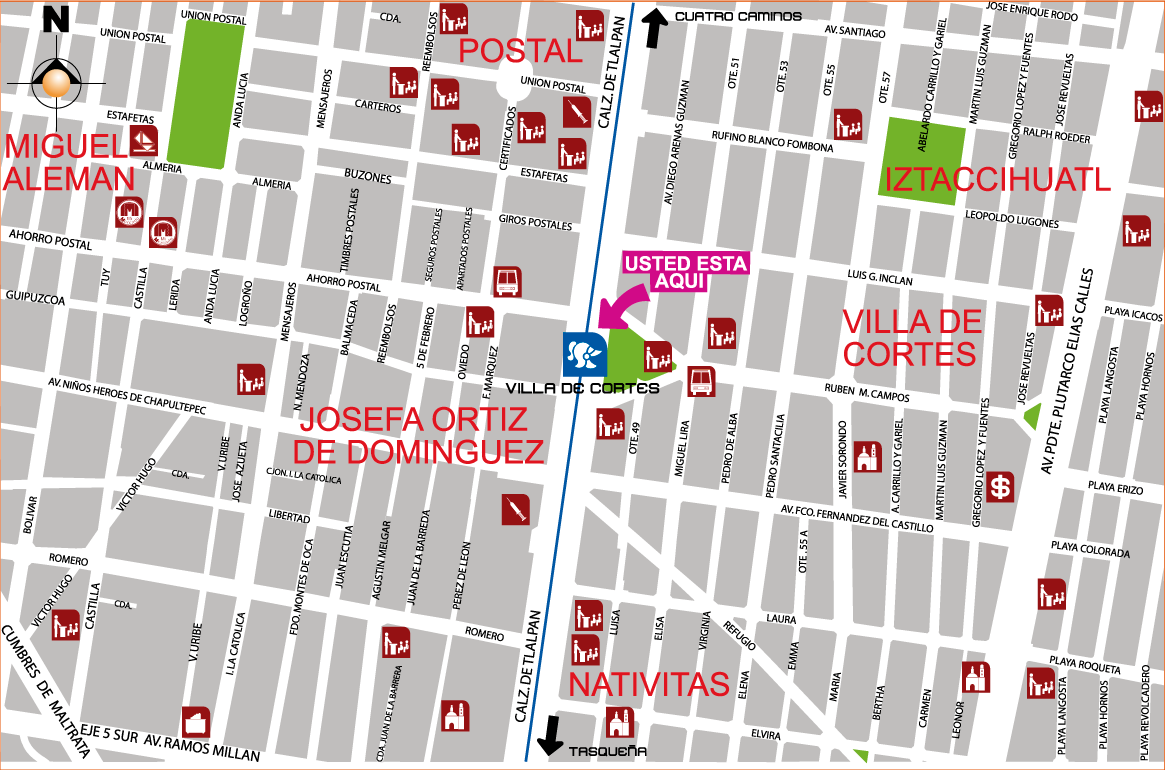 N
UNION POSTAL
UNION POSTAL
CDA.
REEMBOLSOS
POSTAL
UNION POSTAL
CALZ. DE TLALPAN
CUATRO CAMINOS
AV. SANTIAGO
JOSE ENRIQUE RODO
ANDA LUCIA
MENSAJEROS
CARTEROS
CERTIFICADOS
ESTAFETAS
MIGUEL
ALEMAN
ALMERIA
ALMERIA
BUZONES
ESTAFETAS
GIROS POSTALES
AV. DIEGO ARENAS GUZMAN
OTE. 51
OTE. 53
OTE. 55
OTE. 57
ABELARDO CARRILLO Y GARIEL
MARTIN LUIS GUZMAN
GREGORIO LOPEZ Y FUENTES
JOSE REVUELTAS
RALPH ROEDER
RUFINO BLANCO FOMBONA
IZTACCIHUATL
LEOPOLDO LUGONES
TIMBRES POSTALES
SEGUROS POSTALES
APARTADOS POSTALES
AHORRO POSTAL
AHORRO POSTAL
GUIPUZCOA
TUY
CASTILLA
LERIDA
ANDA LUCIA
LOGROÑO
MENSAJEROS
BALMACEDA
REEMBOLSOS
5 DE FEBRERO
OVIEDO
F. MARQUEZ
N. MENDOZA
USTED ESTA
AQUI
LUIS G. INCLAN
VILLA DE
CORTES
JOSE REVUELTAS
AV. PDTE. PLUTARCO ELIAS CALLES
PLAYA ICACOS
PLAYA LANGOSTA
PLAYA HORNOS
VILLA DE CORTES
RUBEN M. CAMPOS
AV. NIÑOS HEROES DE CHAPULTEPEC
JOSEFA ORTIZ
DE DOMINGUEZ
OTE. 49
MIGUEL LIRA
PEDRO DE ALBA
PEDRO SANTACILIA
JAVIER SORONDO
A. CARRILLO Y GARIEL
MARTIN LUIS GUZMAN
GREGORIO LOPEZ Y FUENTES
$
VICTOR HUGO
CDA.
V. URIBE
JOSE AZUETA
CJON. I. LA CATOLICA
BOLIVAR
LIBERTAD
PLAYA ERIZO
AV. FCO. FERNANDEZ DEL CASTILLO
OTE. 55 A
PLAYA COLORADA
ROMERO
VICTOR HUGO
CASTILLA
CDA.
FDO. MONTES DE OCA
JUAN ESCUTIA
AGUSTIN MELGAR
JUAN DE LA BARREDA
PEREZ DE LEON
ROMERO
V. URIBE
I. LA CATOLICA
CALZ. DE TLALPAN
LUISA
ELISA
VIRGINIA
REFUGIO
LAURA
EMMA
ELENA
MARIA
BERTHA
CARMEN
LEONOR
NATIVITAS
ELVIRA
PLAYA ROQUETA
PLAYA LANGOSTA
PLAYA HORNOS
PLAYA REVOLCADERO
CUMBRES DE MALTRATA
EJE 5 SUR AV. RAMOS MILLAN
CDA. JUAN DE LA BARRERA
TASQUEÑA